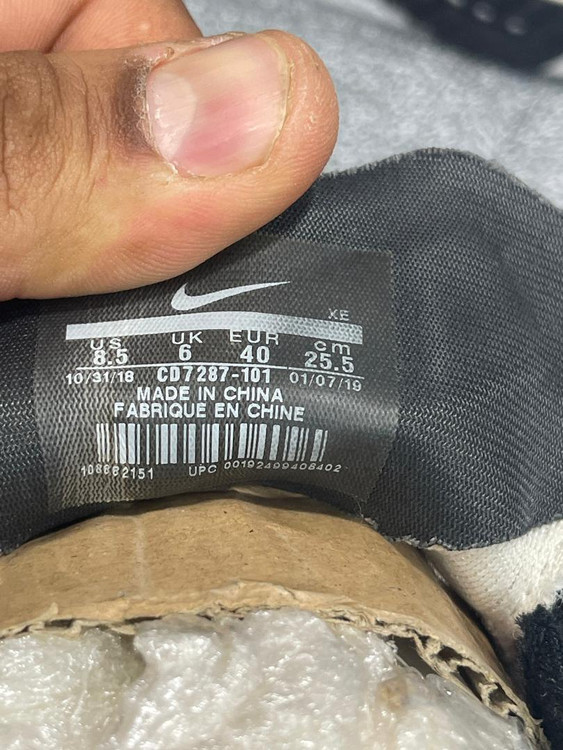 XE
US UK EUR cm
8.5 6 40 25.5
10/31/18 CD7287-101 01/07/19
MADE IN CHINA
FABRIQUE EN CHINE
UPC 00192499408402